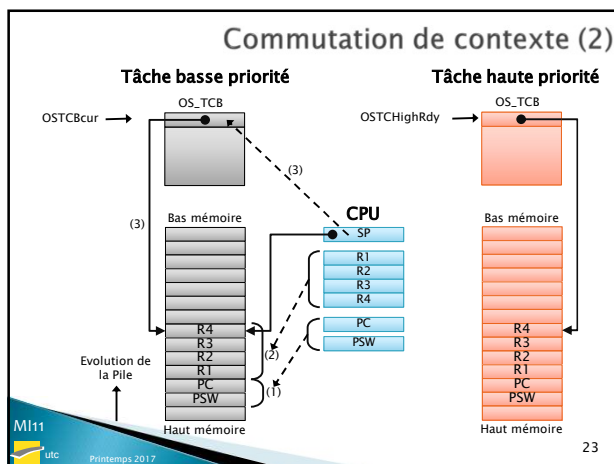 Commutation de contexte (2)
Tâche basse priorité
Tâche haute priorité
OS_TCB
OS_TCB
OSTCBcur
OSTCHighRdy
(3)
(3)
CPU
Bas mémoire
SP
Bas mémoire
R1
R2
R3
R4
PC
PSW
R4
R3
R2
R1
PC
PSW
(2)
(1)
R4
R3
R2
R1
PC
PSW
Evolution de
la Pile
Haut mémoire
Haut mémoire
MI11
utc
Printemps 2017
23